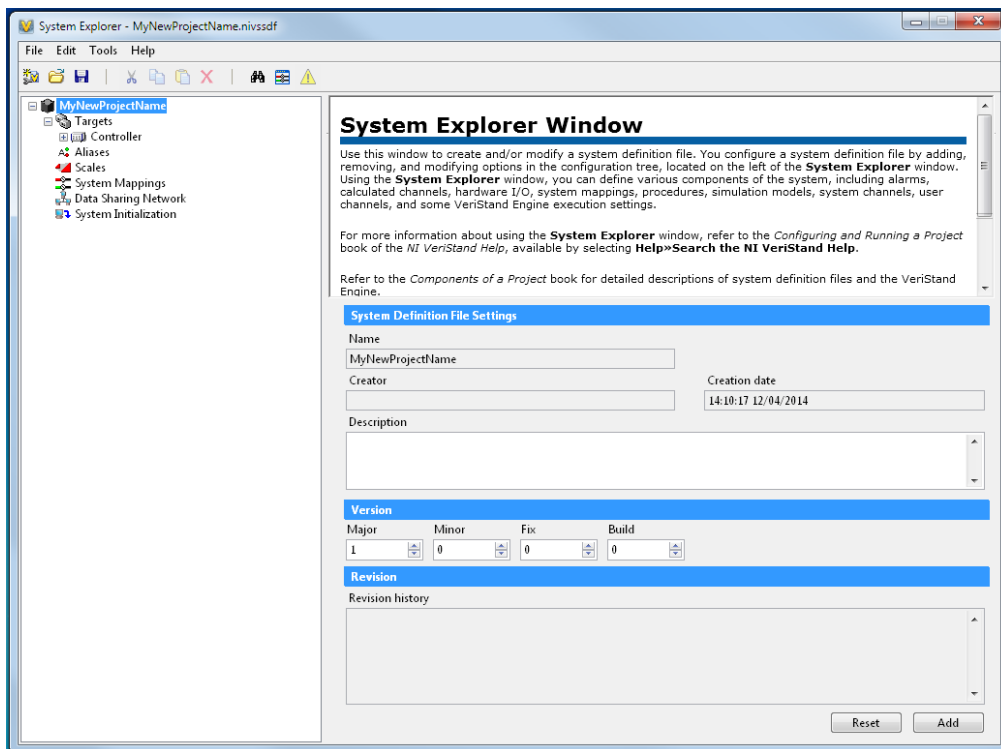 System Explorer - MyNewProjectName.nivssdf
File Edit Tools Help
MyNewProjectName
Targets
Controller
Aliases
Scales
System Mappings
Data Sharing Network
System Initialization
System Explorer Window
Use this window to create and/or modify a system definition file. You configure a system definition file by adding,
removing, and modifying options in the configuration tree, located on the left of the System Explorer window.
Using the System Explorer window, you can define various components of the system, including alarms,
calculated channels, hardware I/O, system mappings, procedures, simulation models, system channels, user
channels, and some VeriStand Engine execution settings.
For more information about using the System Explorer window, refer to the Configuring and Running a Project
book of the NI VeriStand Help, available by selecting Help»Search the NI VeriStand Help.
Refer to the Components of a Project book for detailed descriptions of system definition files and the VeriStand
Engine.
System Definition File Settings
Name
MyNewProjectName
Creator Creation date
14:10:17 12/04/2014
Description
Version
Major Minor Fix Build
1 0 0 0
Revision
Revision history
Reset Add